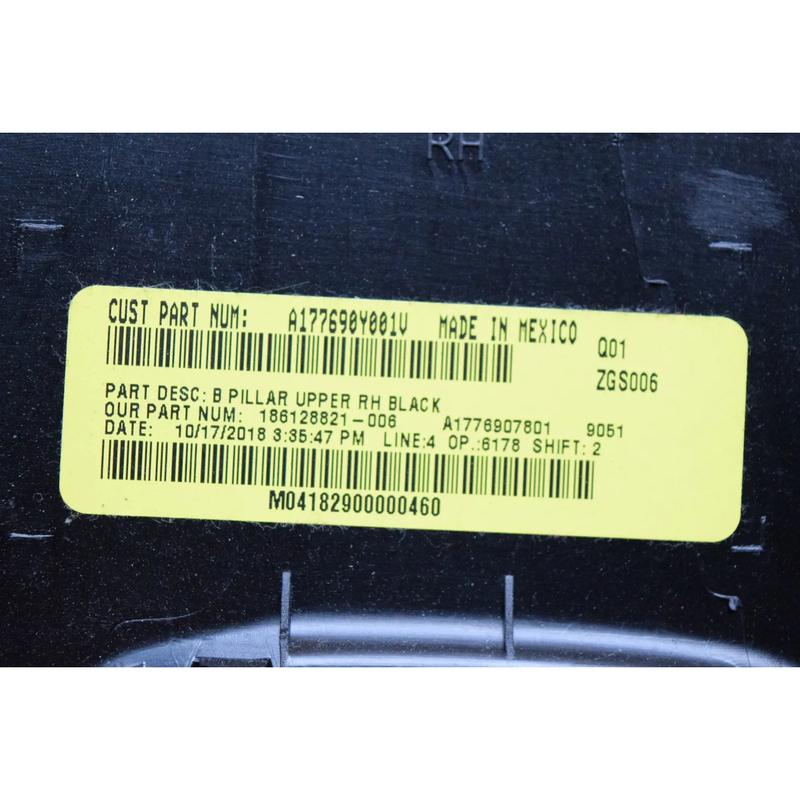 RH
CUST PART NUM: A177690Y001V MADE IN MEXICO Q01
ZGS006
PART DESC: B PILLAR UPPER RH BLACK
OUR PART NUM: 186128821-006 A1776907801 9051
DATE: 10/17/2018 3:35:47 PM LINE:4 OP.:6178 SHIFT: 2
M04182900000460